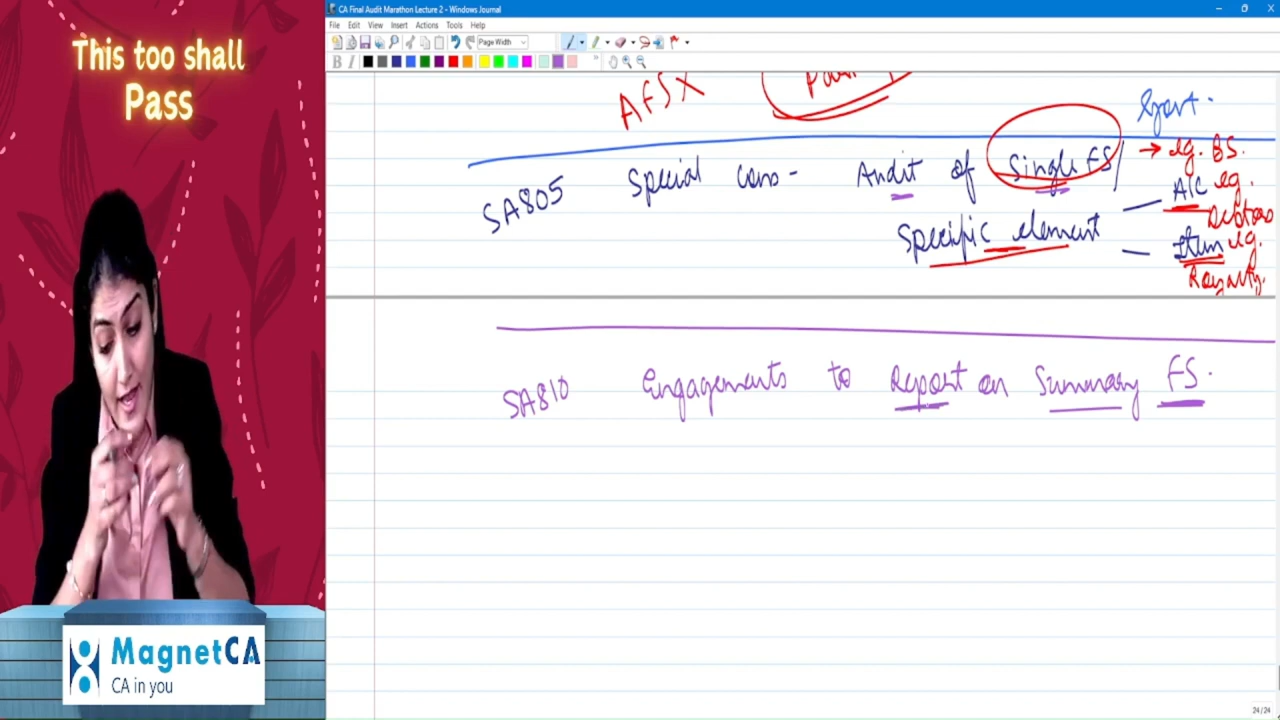 CA Final Audit Marathon Lecture 2 - Windows Journal
File Edit View Insert Actions Tools Help
Page Width
B I
This too shall
Pass
AFS X
Govt.
→ eg. BS.
SA805 Special cons - Audit of Single FS/
A/C eg.
Debtors
Specific element
Item eg.
Royalty.
SA810 Engagements to Report on Summary FS.
MagnetCA
CA in you
24 / 24